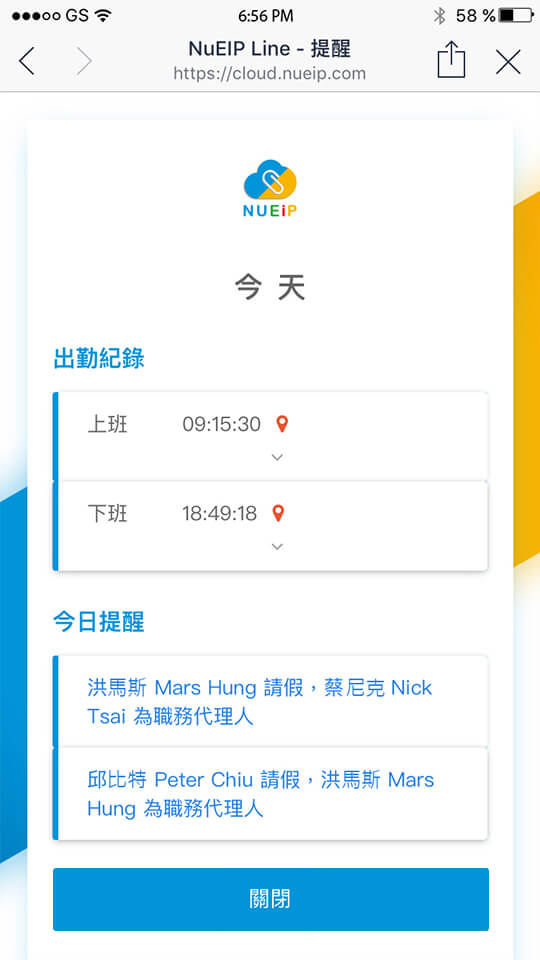 GS 6:56 PM 58 %
NuEIP Line - 提醒
https://cloud.nueip.com
NUEiP
今天
出勤紀錄
上班 09:15:30
下班 18:49:18
今日提醒
洪馬斯 Mars Hung 請假，蔡尼克 Nick
Tsai 為職務代理人
邱比特 Peter Chiu 請假，洪馬斯 Mars
Hung 為職務代理人
關閉